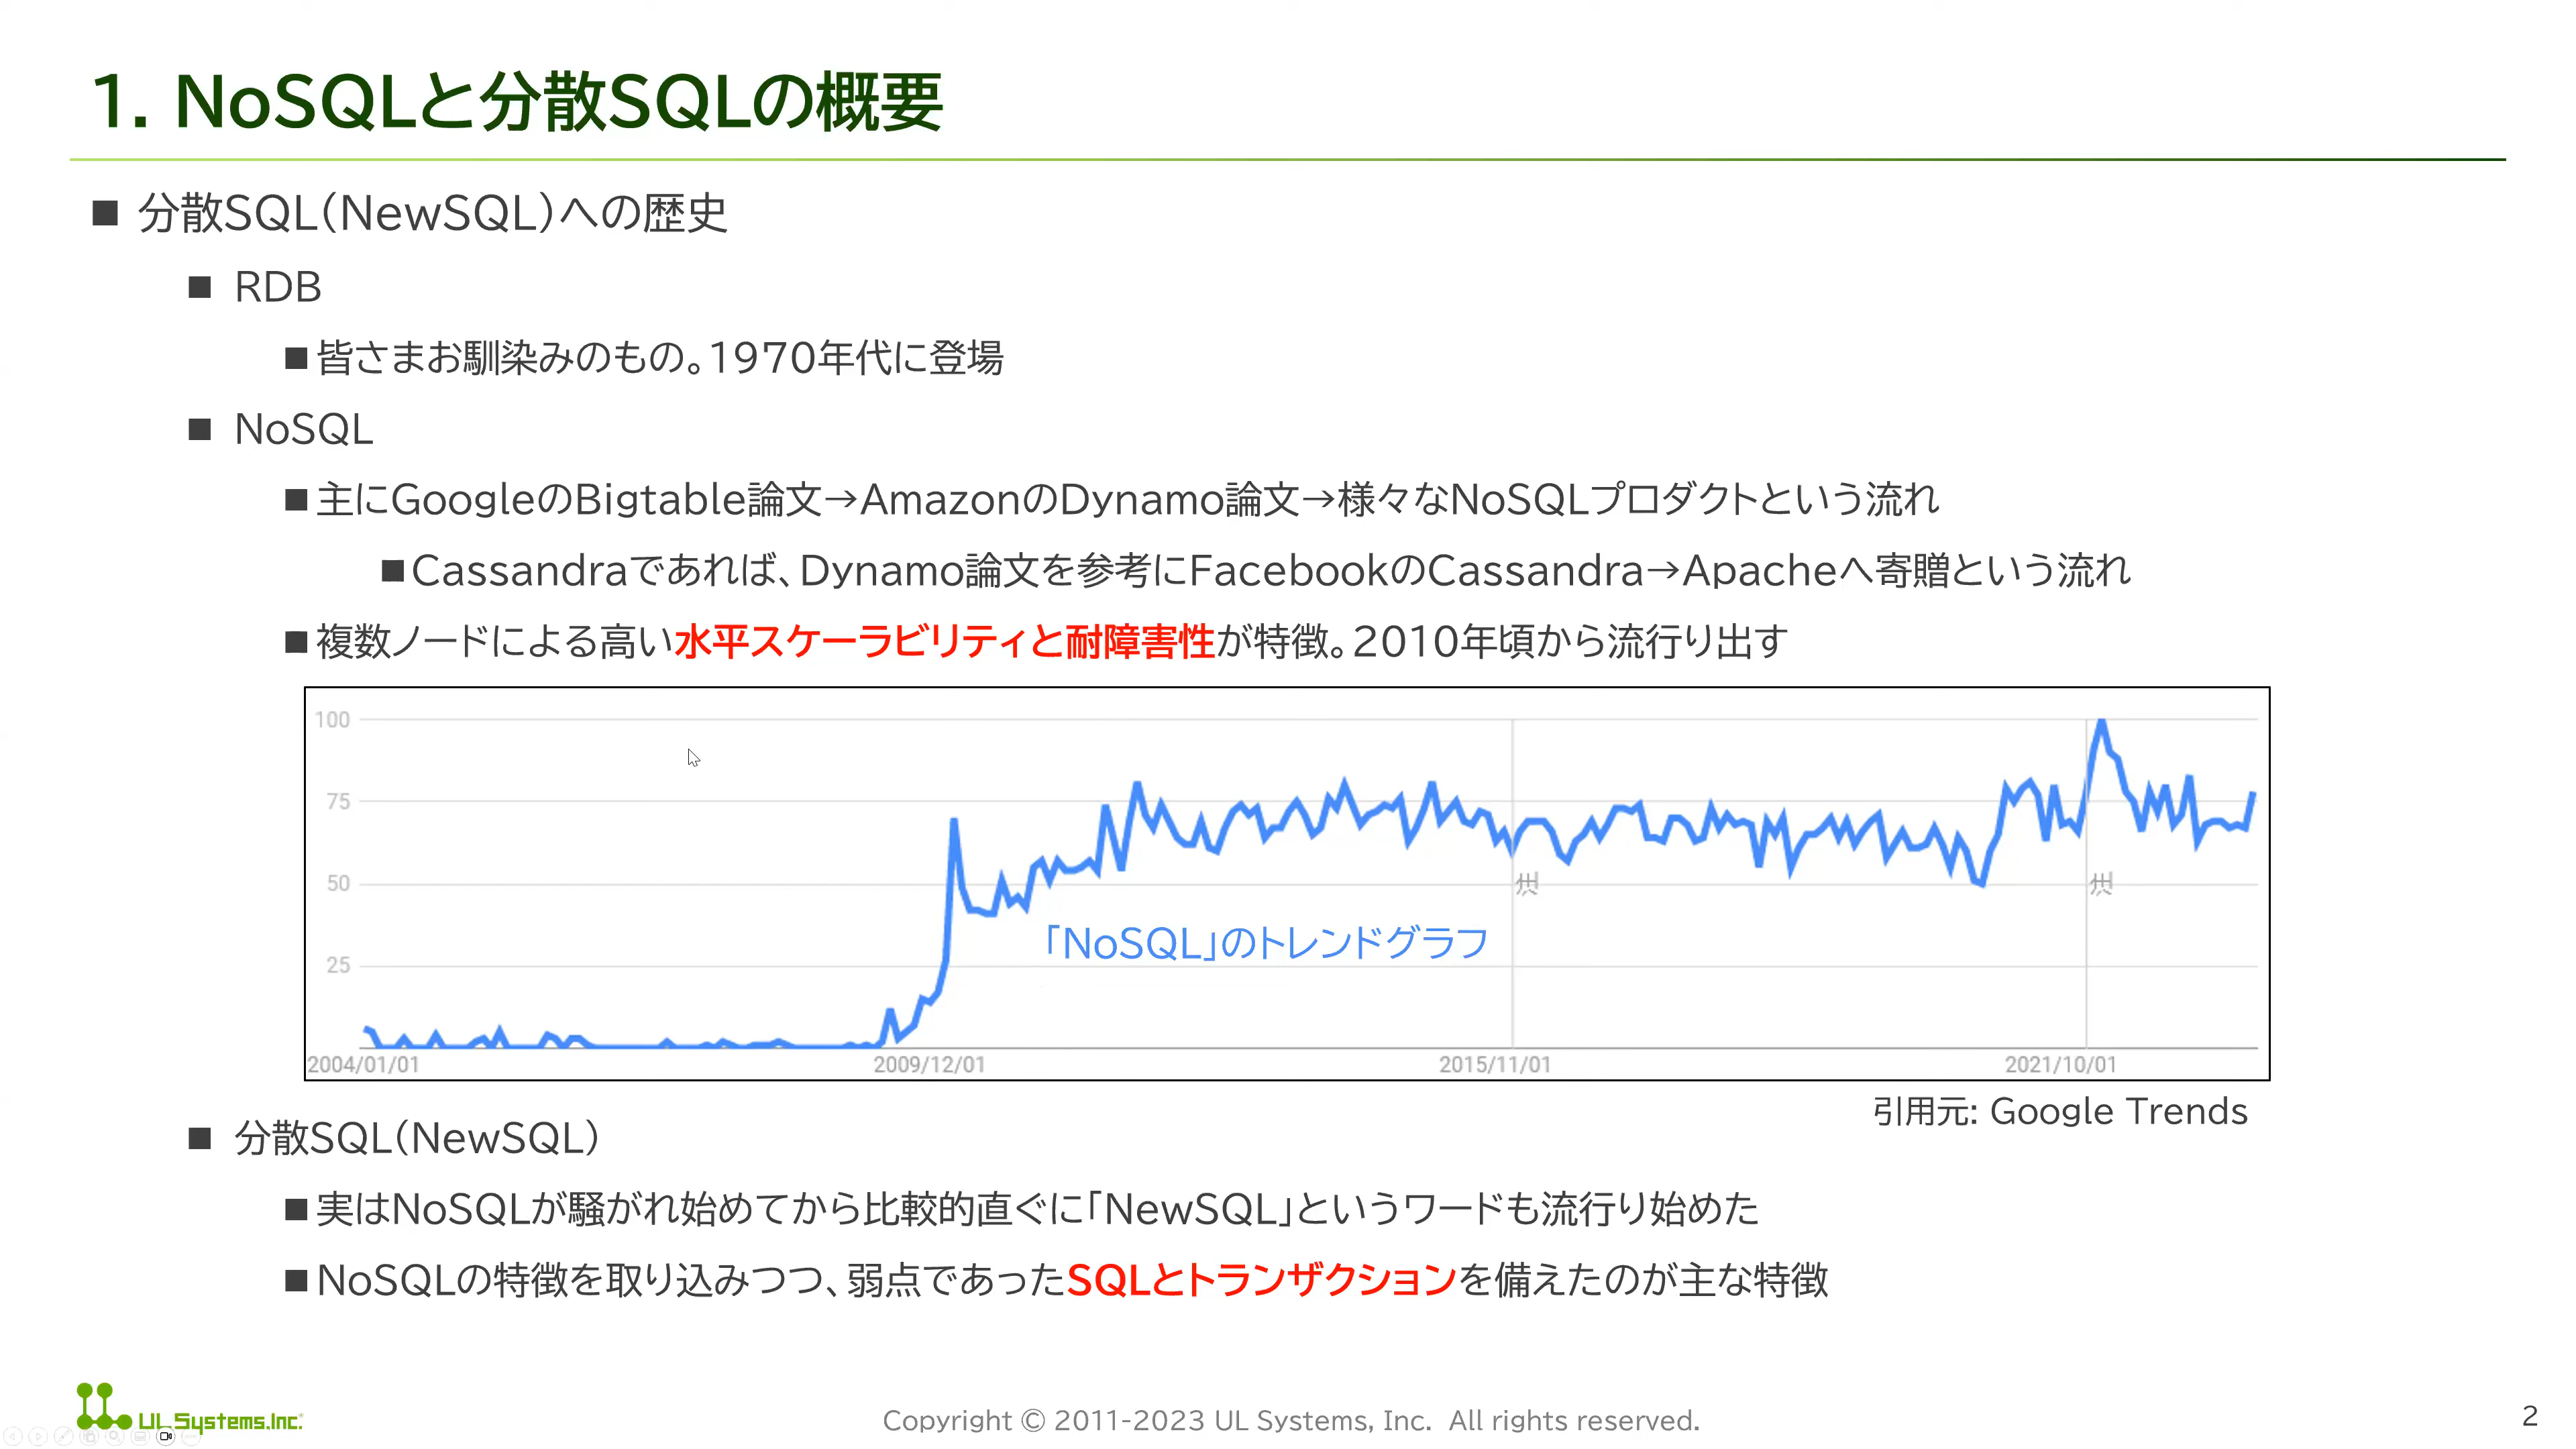 1. NoSQLと分散SQLの概要
■ 分散SQL(NewSQL)への歴史
■ RDB
■皆さまお馴染みのもの。1970年代に登場
■ NoSQL
■主にGoogleのBigtable論文→AmazonのDynamo論文→様々なNoSQLプロダクトという流れ
■Cassandraであれば、Dynamo論文を参考にFacebookのCassandra→Apacheへ寄贈という流れ
■複数ノードによる高い水平スケーラビリティと耐障害性が特徴。2010年頃から流行り出す
100
75
50
25
「NoSQL」のトレンドグラフ
2004/01/01
2009/12/01
2015/11/01
2021/10/01
引用元: Google Trends
■ 分散SQL(NewSQL)
■実はNoSQLが騒がれ始めてから比較的直ぐに「NewSQL」というワードも流行り始めた
■NoSQLの特徴を取り込みつつ、弱点であったSQLとトランザクションを備えたのが主な特徴
UL Systems,Inc.
Copyright © 2011-2023 UL Systems, Inc. All rights reserved.
2